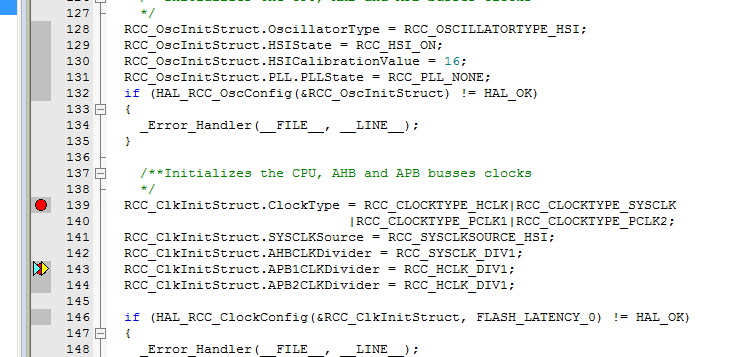 127 */
128 RCC_OscInitStruct.OscillatorType = RCC_OSCILLATORTYPE_HSI;
129 RCC_OscInitStruct.HSIState = RCC_HSI_ON;
130 RCC_OscInitStruct.HSICalibrationValue = 16;
131 RCC_OscInitStruct.PLL.PLLState = RCC_PLL_NONE;
132 if (HAL_RCC_OscConfig(&RCC_OscInitStruct) != HAL_OK)
133 {
134 _Error_Handler(__FILE__, __LINE__);
135 }
136
137 /**Initializes the CPU, AHB and APB busses clocks
138 */
139 RCC_ClkInitStruct.ClockType = RCC_CLOCKTYPE_HCLK|RCC_CLOCKTYPE_SYSCLK
140 |RCC_CLOCKTYPE_PCLK1|RCC_CLOCKTYPE_PCLK2;
141 RCC_ClkInitStruct.SYSCLKSource = RCC_SYSCLKSOURCE_HSI;
142 RCC_ClkInitStruct.AHBCLKDivider = RCC_SYSCLK_DIV1;
143 RCC_ClkInitStruct.APB1CLKDivider = RCC_HCLK_DIV1;
144 RCC_ClkInitStruct.APB2CLKDivider = RCC_HCLK_DIV1;
145
146 if (HAL_RCC_ClockConfig(&RCC_ClkInitStruct, FLASH_LATENCY_0) != HAL_OK)
147 {
148 _Error_Handler(__FILE__, __LINE__);